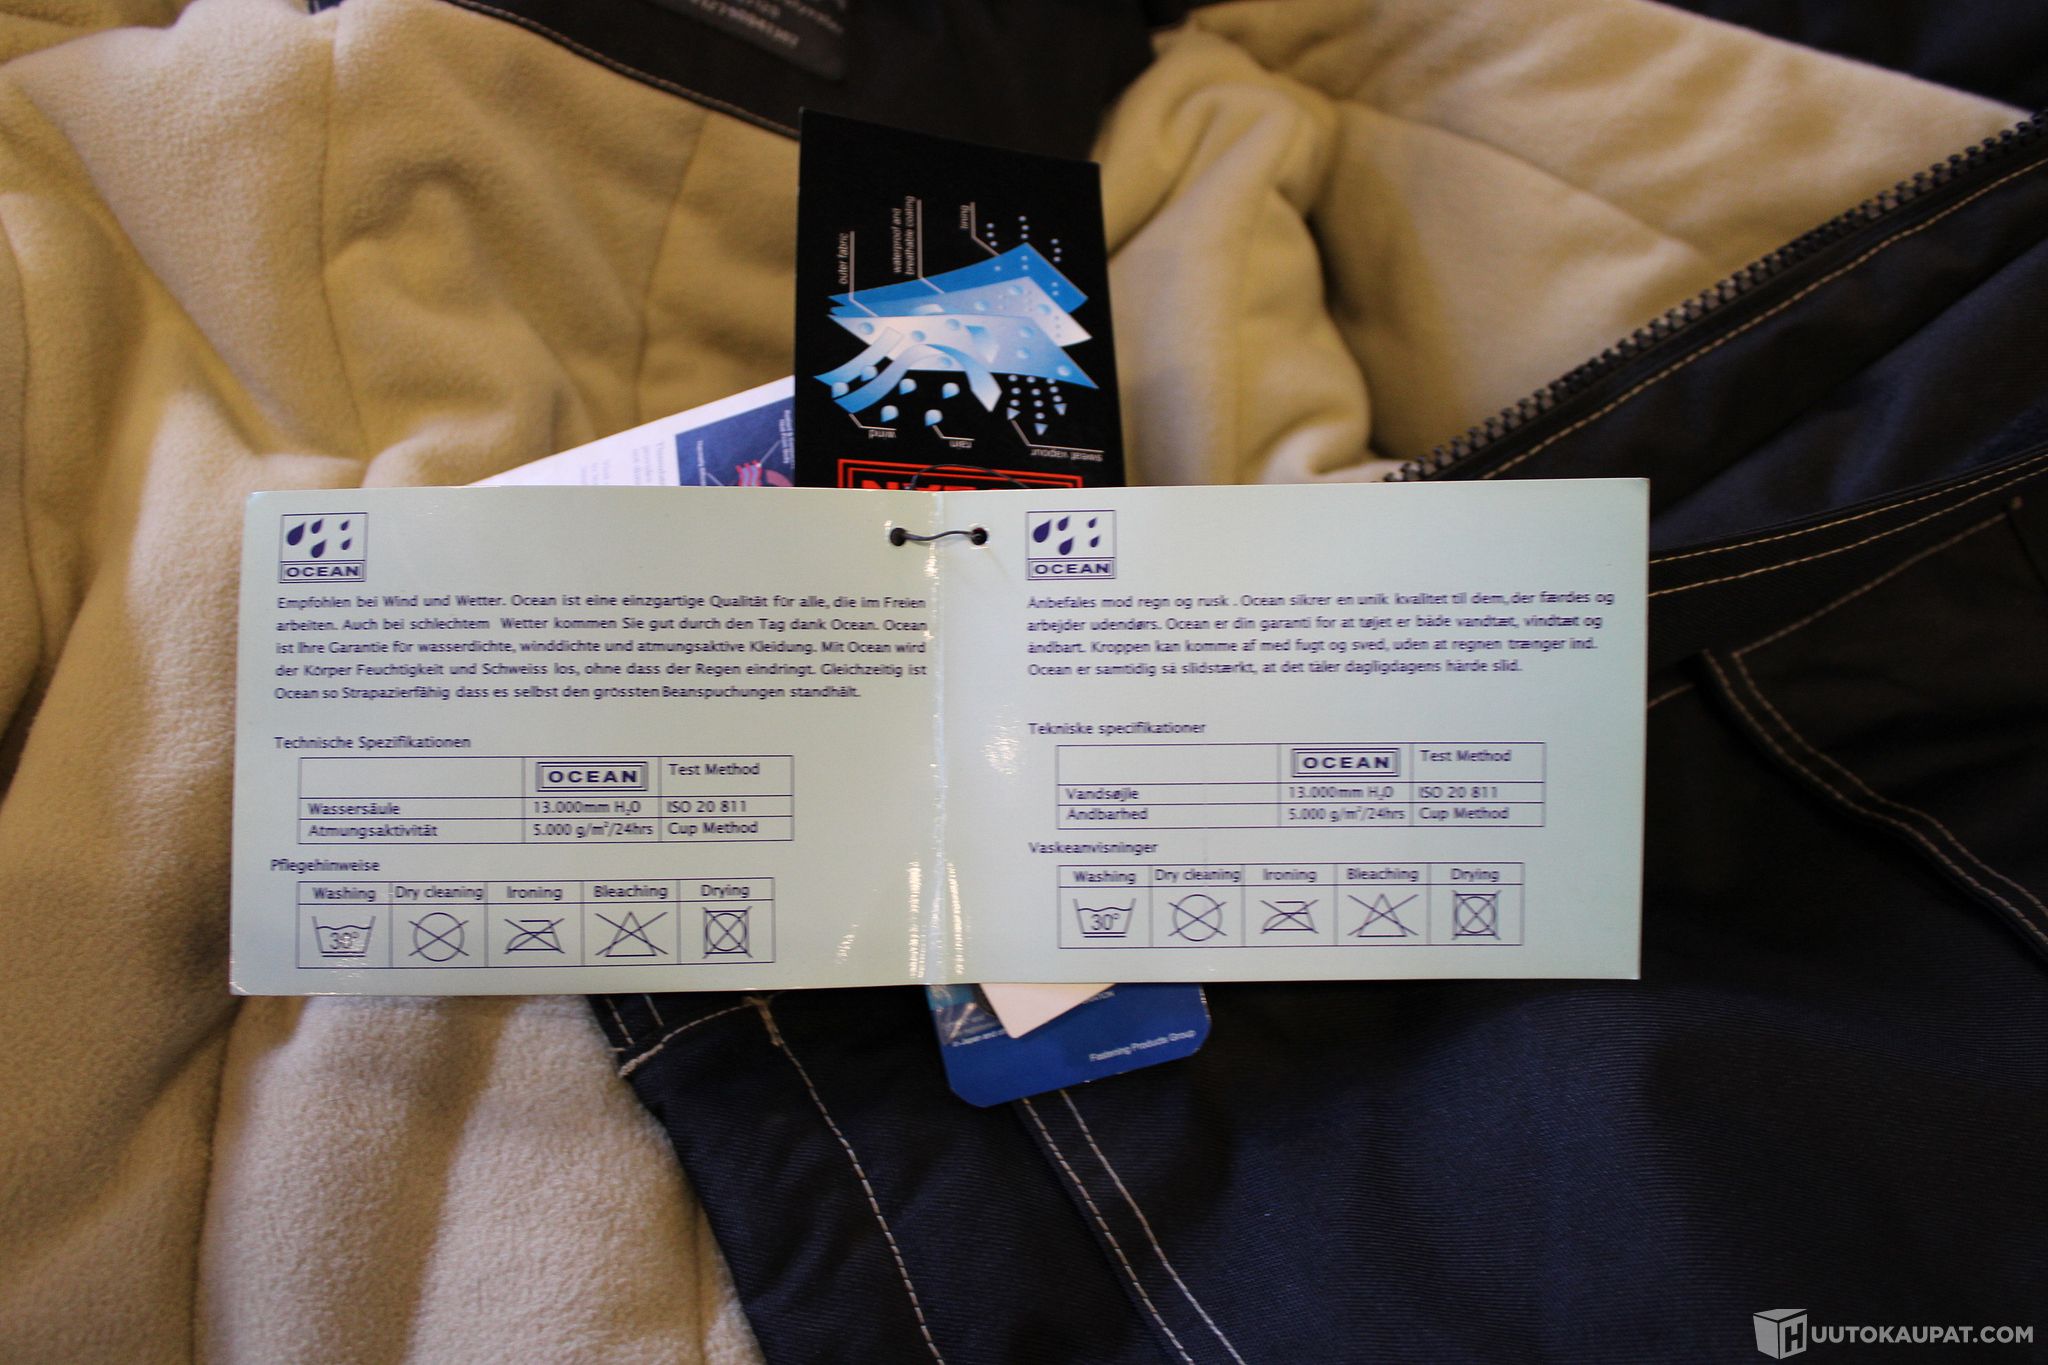 outer fabric
waterproof and
breathable coating
lining
wind
rain
sweat vapour
OCEAN
Empfohlen bei Wind und Wetter. Ocean ist eine einzgartige Qualität für alle, die im Freien
arbeiten. Auch bei schlechtem Wetter kommen Sie gut durch den Tag dank Ocean. Ocean
ist Ihre Garantie für wasserdichte, winddichte und atmungsaktive Kleidung. Mit Ocean wird
der Körper Feuchtigkeit und Schweiss los, ohne dass der Regen eindringt. Gleichzeitig ist
Ocean so Strapazierfähig dass es selbst den grössten Beanspuchungen standhält.
Technische Spezifikationen
OCEAN Test Method
Wassersäule 13.000mm H₂O ISO 20 811
Atmungsaktivität 5.000 g/m²/24hrs Cup Method
Pflegehinweise
Washing Dry cleaning Ironing Bleaching Drying
30°
OCEAN
Anbefales mod regn og rusk . Ocean sikrer en unik kvalitet til dem, der færdes og
arbejder udendørs. Ocean er din garanti for at tøjet er både vandtæt, vindtæt og
åndbart. Kroppen kan komme af med fugt og sved, uden at regnen trænger ind.
Ocean er samtidig så slidstærkt, at det tåler dagligdagens hårde slid.
Tekniske specifikationer
OCEAN Test Method
Vandsøjle 13.000mm H₂O ISO 20 811
Åndbarhed 5.000 g/m²/24hrs Cup Method
Vaskeanvisninger
Washing Dry cleaning Ironing Bleaching Drying
30°
Fastening Products Group
HUUTOKAUPAT.COM